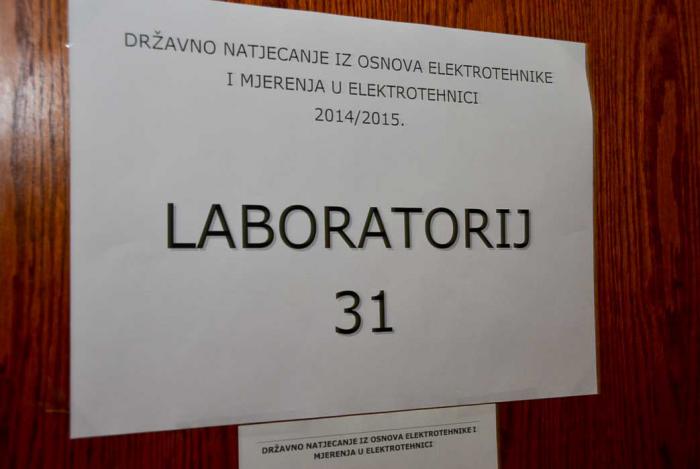 DRŽAVNO NATJECANJE IZ OSNOVA ELEKTROTEHNIKE
I MJERENJA U ELEKTROTEHNICI
2014/2015.
LABORATORIJ
31
DRŽAVNO NATJECANJE IZ OSNOVA ELEKTROTEHNIKE I
MJERENJA U ELEKTROTEHNICI